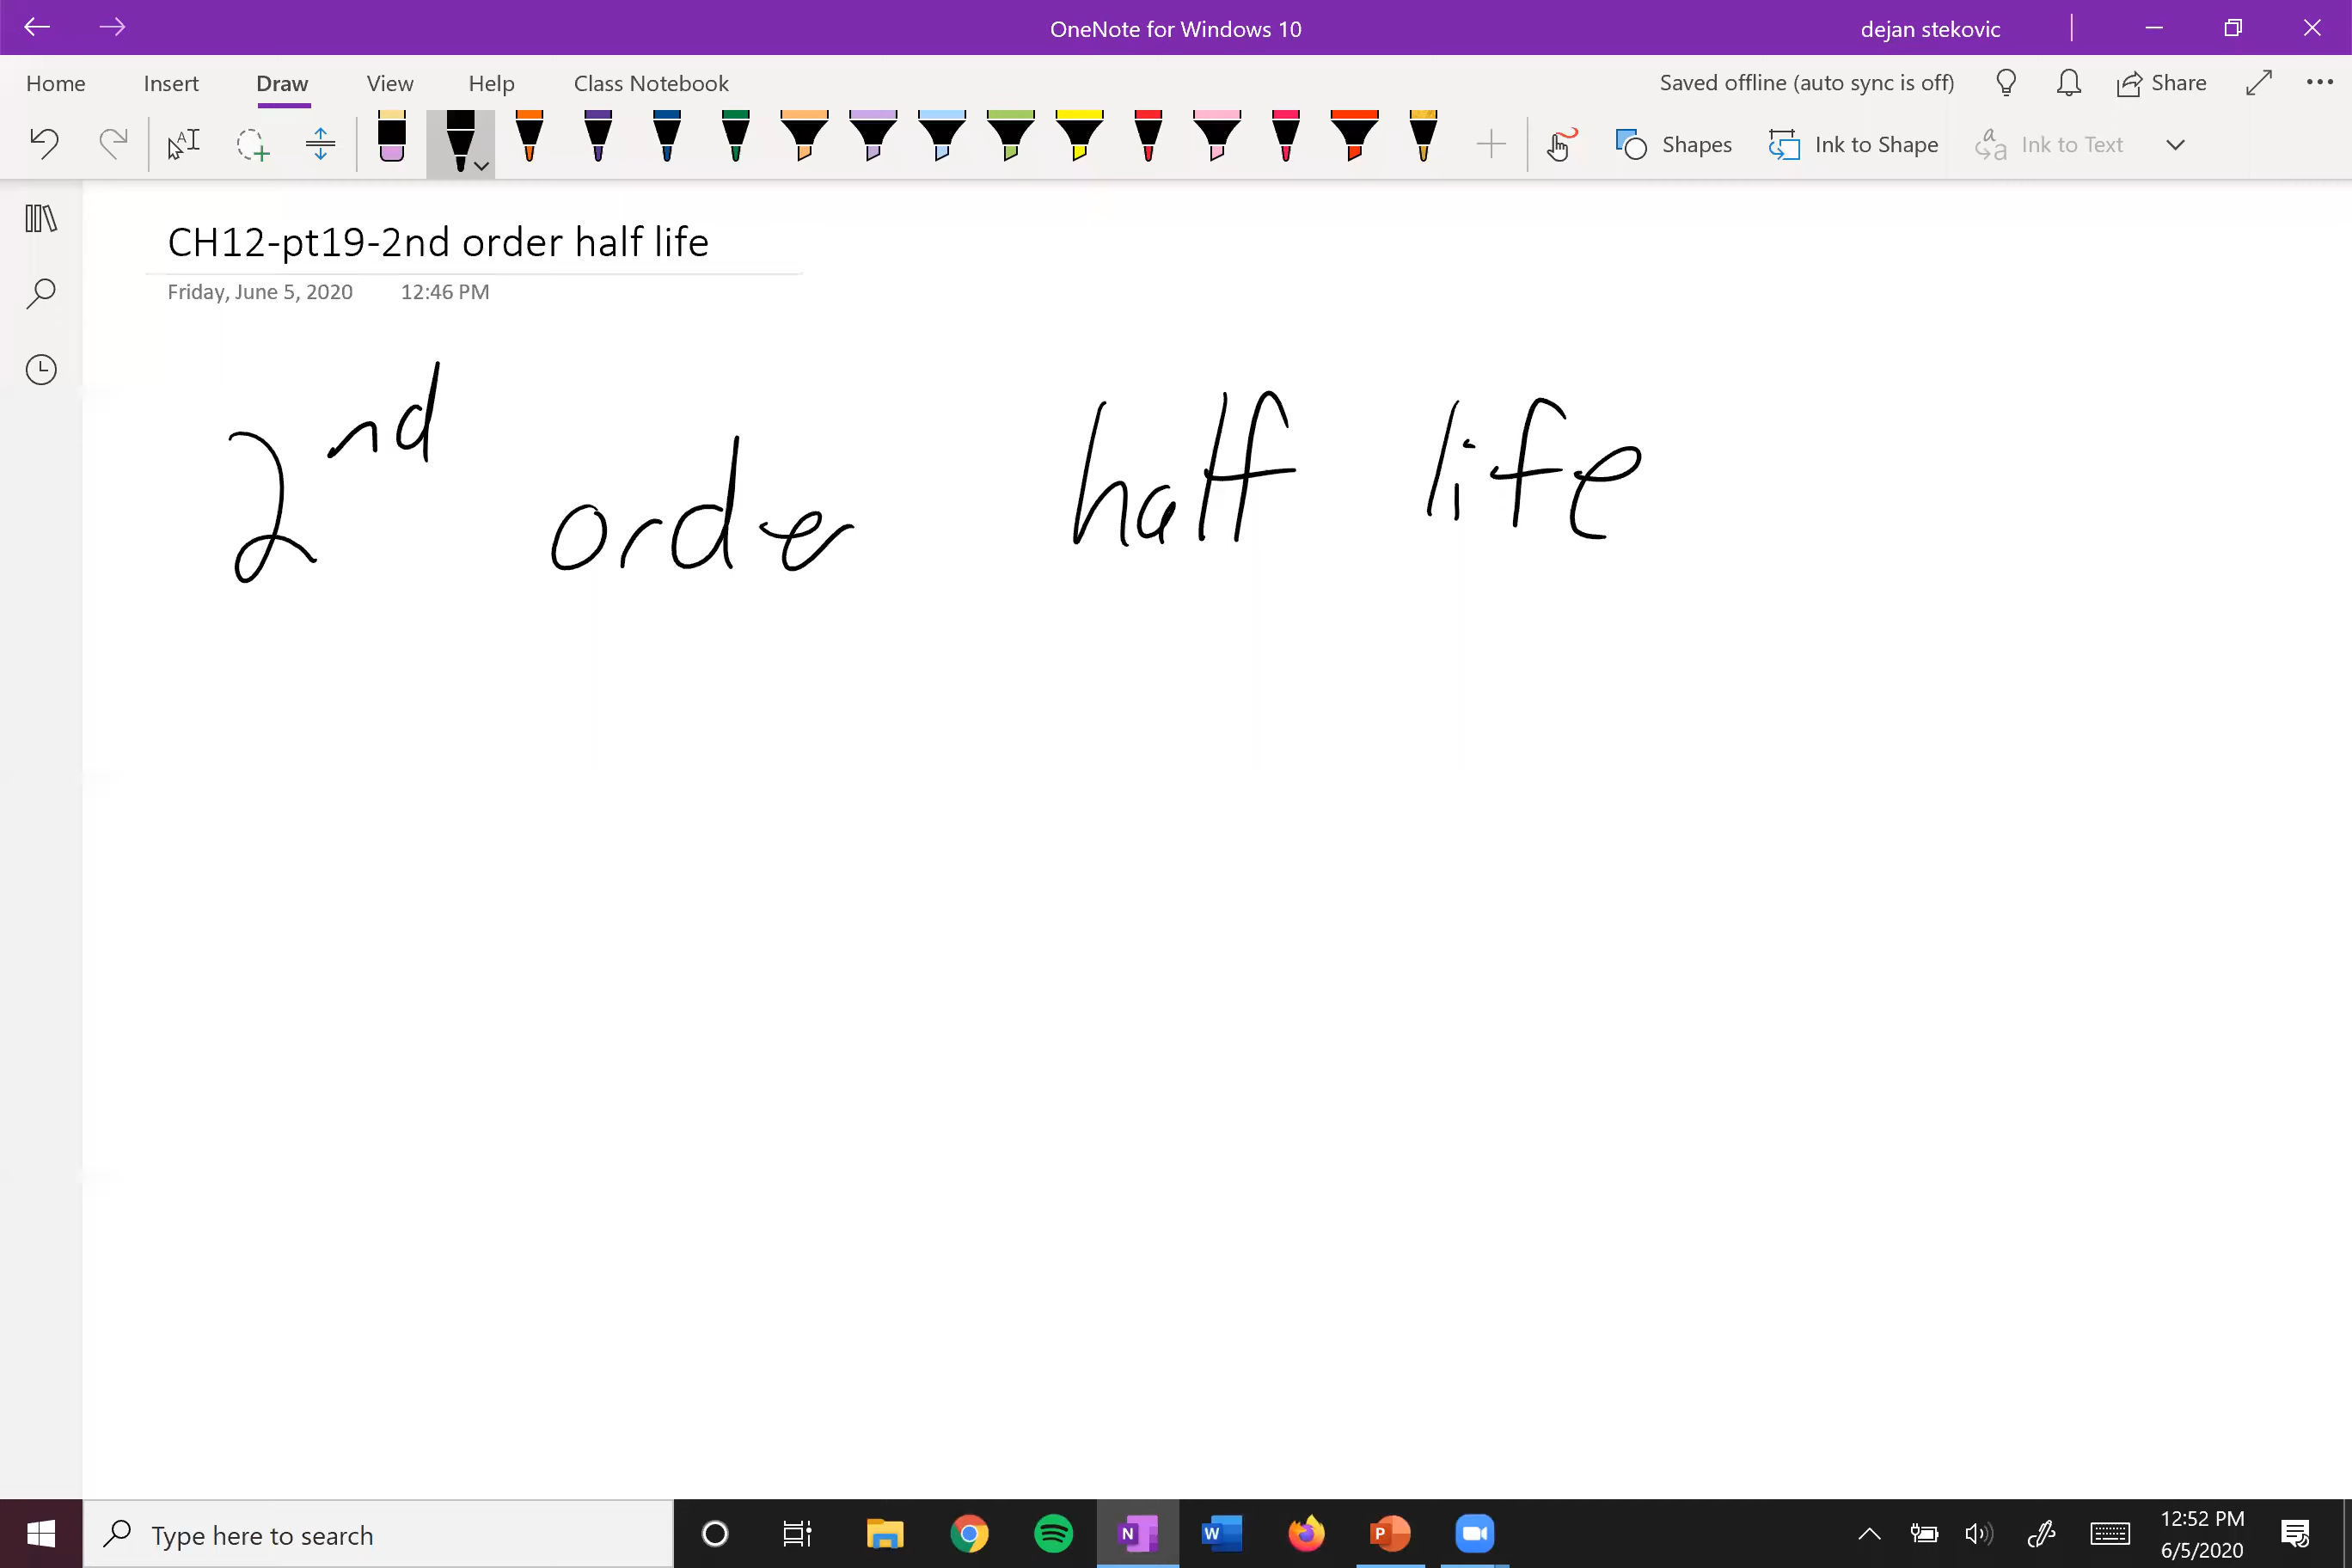 OneNote for Windows 10
dejan stekovic
Home Insert Draw View Help Class Notebook
Saved offline (auto sync is off) Share
Shapes Ink to Shape Ink to Text
CH12-pt19-2nd order half life
Friday, June 5, 2020 12:46 PM
2nd order half life
Type here to search
12:52 PM
6/5/2020